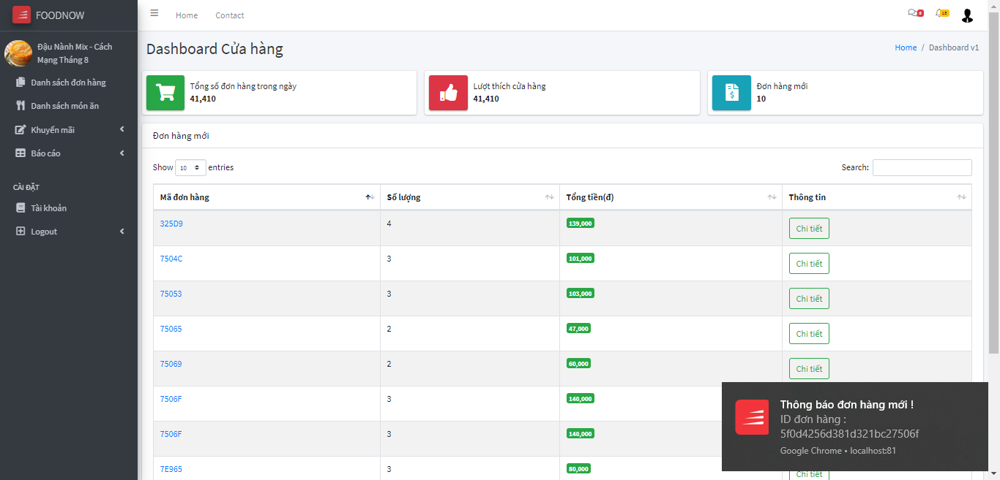 FOODNOW
Home
Contact
Dashboard Cửa hàng
Home / Dashboard v1
Đậu Nành Mix - Cách
Mạng Tháng 8
Danh sách đơn hàng
Danh sách món ăn
Khuyến mãi
Báo cáo
CÀI ĐẶT
Tài khoản
Logout
Tổng số đơn hàng trong ngày
41,410
Lượt thích cửa hàng
41,410
Đơn hàng mới
10
Đơn hàng mới
Show 10 entries
Search:
Mã đơn hàng Số lượng Tổng tiền(đ) Thông tin
325D9 4 139,000 Chi tiết
7504C 3 101,000 Chi tiết
75053 3 103,000 Chi tiết
75065 2 47,000 Chi tiết
75069 2 60,000 Chi tiết
7506F 3 140,000
7506F 3 140,000
7E965 3 80,000 Chi tiết
Thông báo đơn hàng mới !
ID đơn hàng :
5f0d4256d381d321bc27506f
Google Chrome • localhost:81